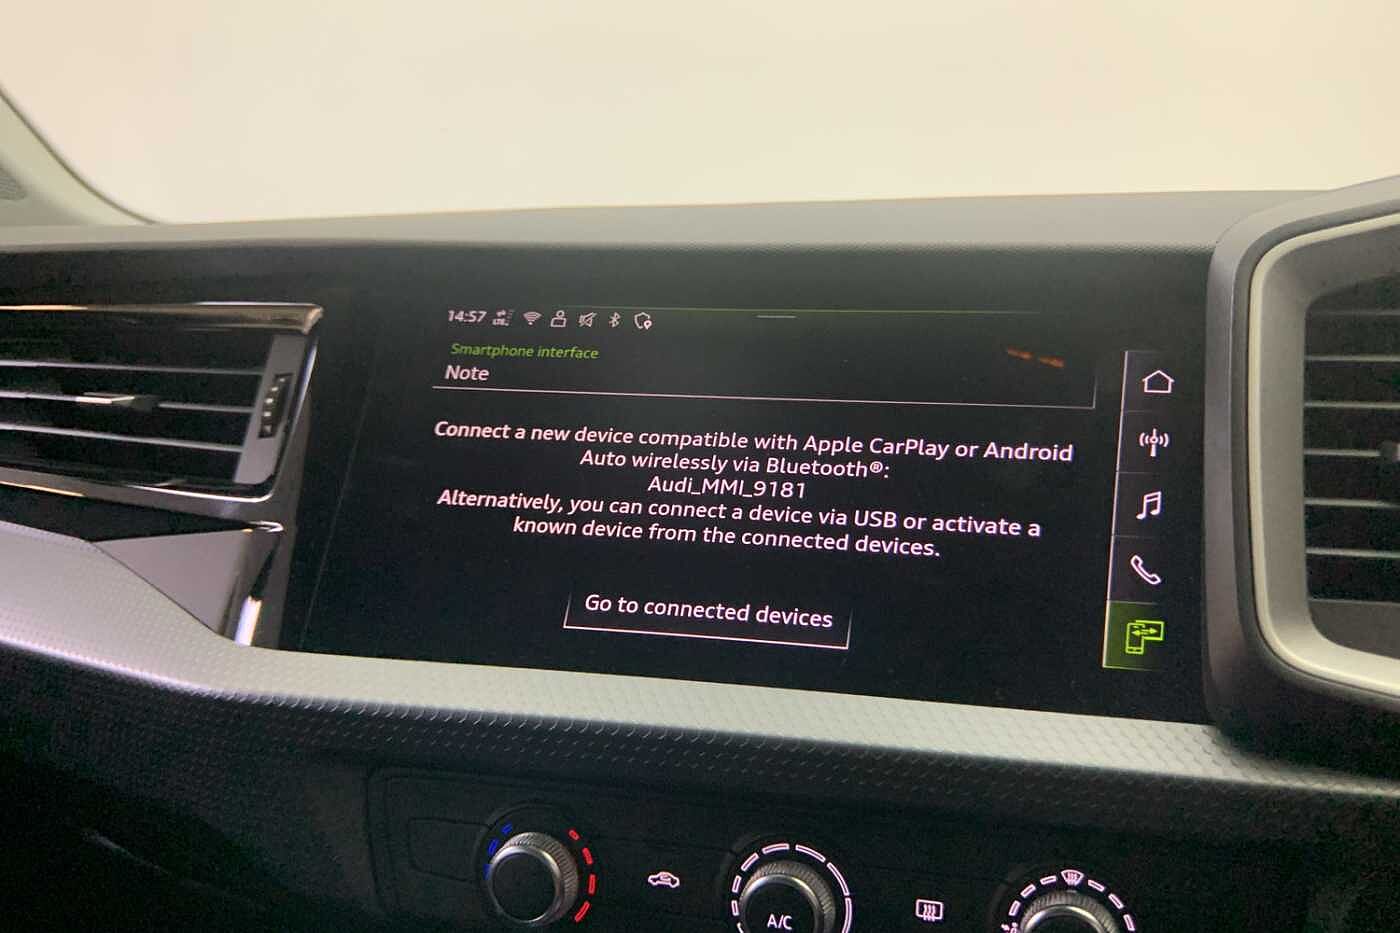 14:57 LTE
Smartphone interface
Note
Connect a new device compatible with Apple CarPlay or Android
Auto wirelessly via Bluetooth®:
Audi_MMI_9181
Alternatively, you can connect a device via USB or activate a
known device from the connected devices.
Go to connected devices
A/C